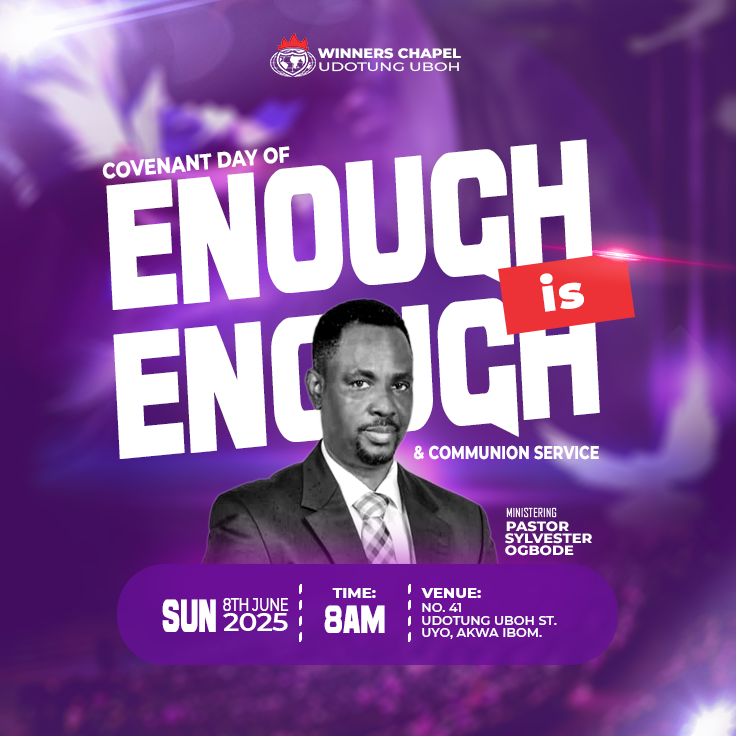 WINNERS CHAPEL
UDOTUNG UBOH
COVENANT DAY OF
ENOUGH
is
ENOUGH
& COMMUNION SERVICE
MINISTERING
PASTOR
SYLVESTER
OGBODE
SUN 8TH JUNE
2025
TIME:
8AM
VENUE:
NO. 41
UDOTUNG UBOH ST.
UYO, AKWA IBOM.